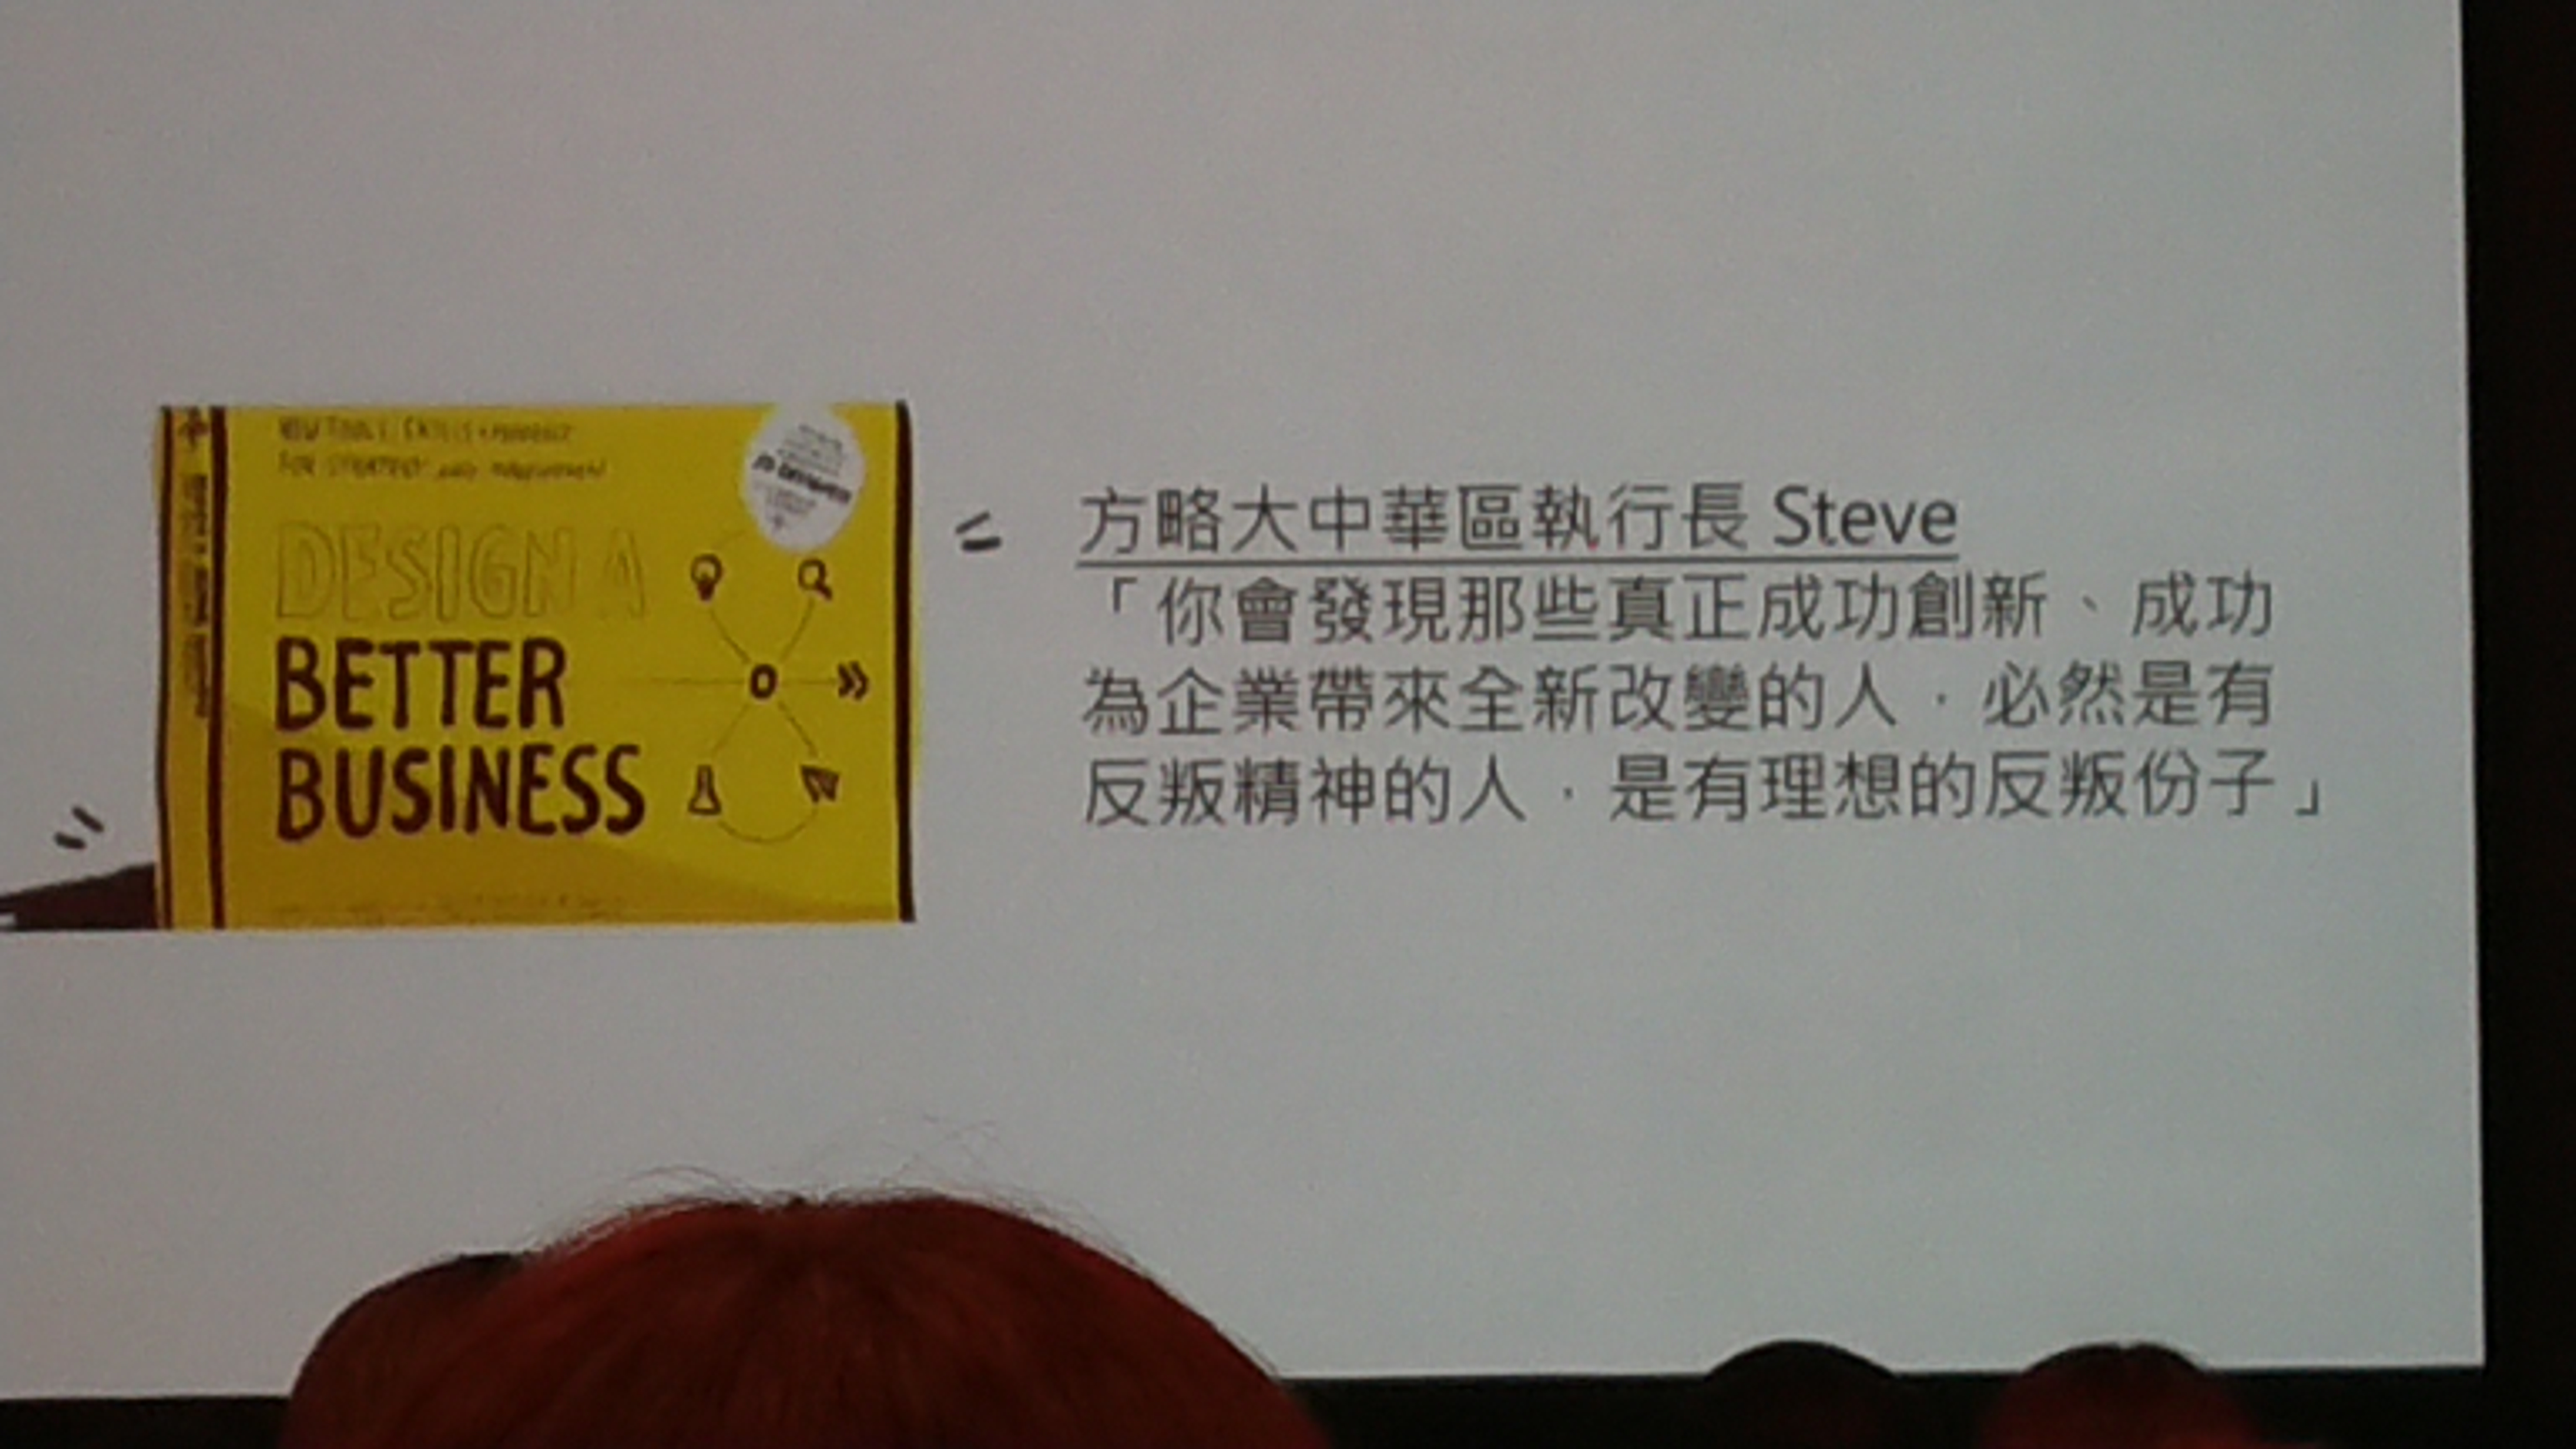 NEW TOOLS, SKILLS + MINDSET
FOR STRATEGY AND INNOVATION
DESIGN A
BETTER
BUSINESS
方略大中華區執行長 Steve
「你會發現那些真正成功創新、成功
為企業帶來全新改變的人，必然是有
反叛精神的人，是有理想的反叛份子」